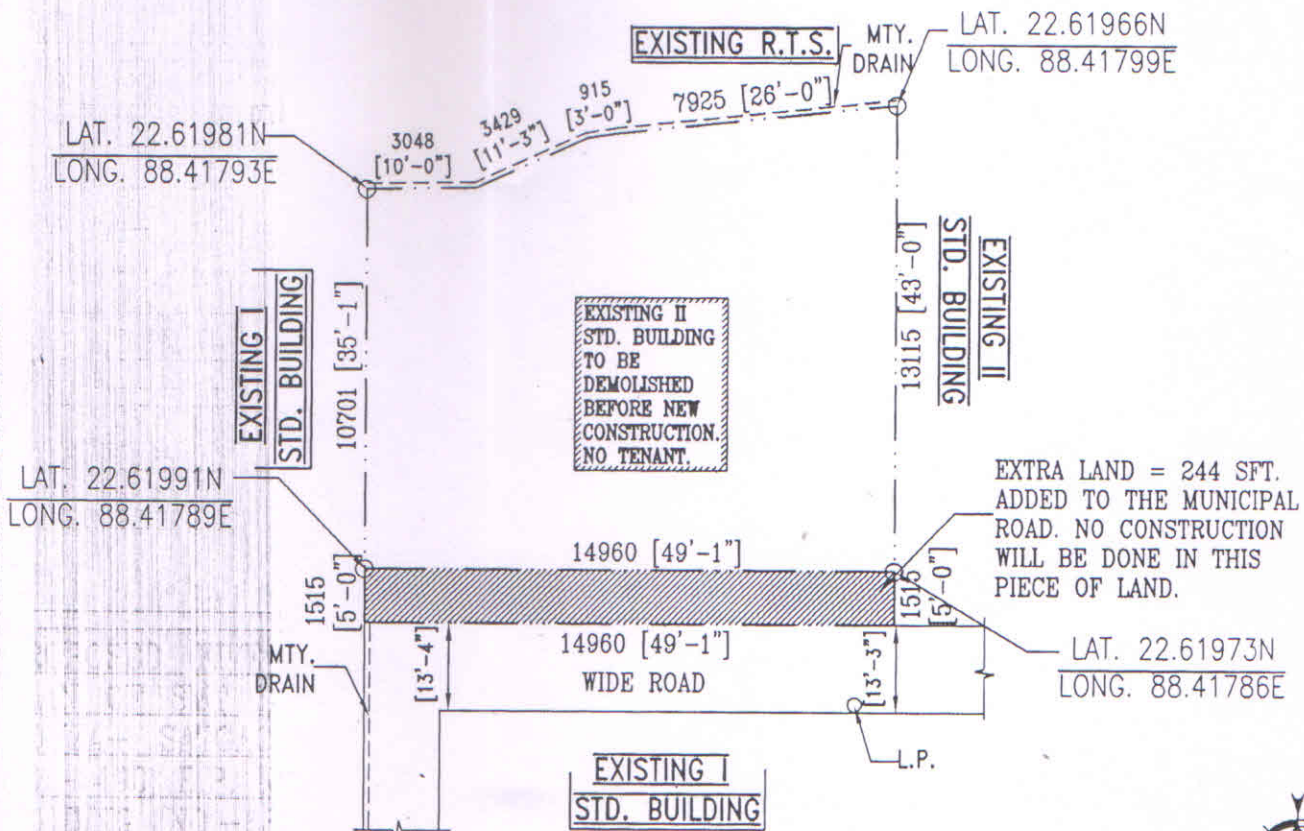 EXISTING R.T.S.
MTY.
DRAIN
LAT. 22.61966N
LONG. 88.41799E
LAT. 22.61981N
LONG. 88.41793E
3048
[10'-0"]
3429
[11'-3"]
915
[3'-0"]
7925 [26'-0"]
EXISTING I
STD. BUILDING
10701 [35'-1"]
EXISTING II
STD. BUILDING
TO BE
DEMOLISHED
BEFORE NEW
CONSTRUCTION.
NO TENANT.
13115 [43'-0"]
EXISTING II
STD. BUILDING
LAT. 22.61991N
LONG. 88.41789E
14960 [49'-1"]
EXTRA LAND = 244 SFT.
ADDED TO THE MUNICIPAL
ROAD. NO CONSTRUCTION
WILL BE DONE IN THIS
PIECE OF LAND.
1515
[5'-0"]
1515
[5'-0"]
MTY.
DRAIN
[13'-4"]
14960 [49'-1"]
WIDE ROAD
[13'-3"]
LAT. 22.61973N
LONG. 88.41786E
L.P.
EXISTING I
STD. BUILDING